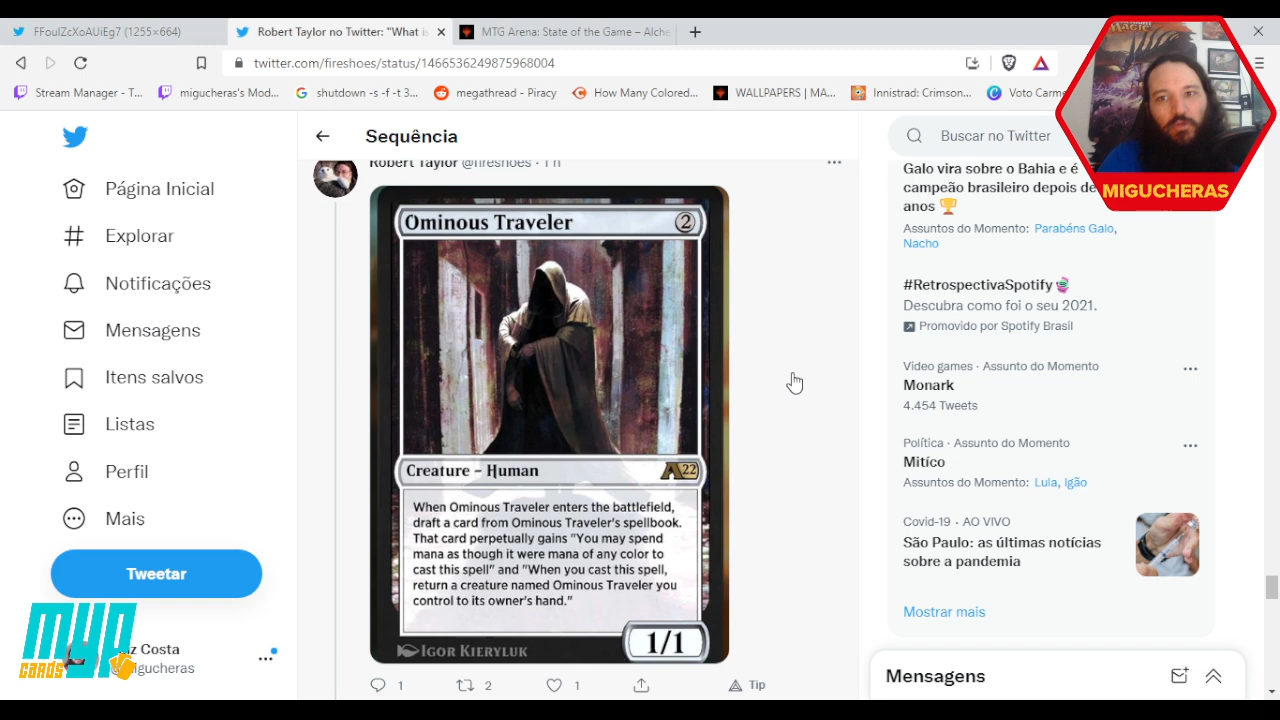 FFoulZcXoAUiEg7 (1255×664)
Robert Taylor no Twitter: "What is
MTG Arena: State of the Game – Alche
twitter.com/fireshoes/status/1466536249875968004
Stream Manager - T...
migucheras's Mod...
shutdown -s -f -t 3...
megathread - Piracy
How Many Colored...
WALLPAPERS | MA...
Innistrad: Crimson...
Voto Carme
MIGUCHERAS
Página Inicial
Explorar
Notificações
Mensagens
Itens salvos
Listas
Perfil
Mais
Tweetar
MYP
cards
iz Costa
igucheras
Sequência
Robert Taylor @fireshoes · 1 h
Ominous Traveler 2
Creature – Human
A22
When Ominous Traveler enters the battlefield,
draft a card from Ominous Traveler's spellbook.
That card perpetually gains "You may spend
mana as though it were mana of any color to
cast this spell" and "When you cast this spell,
return a creature named Ominous Traveler you
control to its owner's hand."
1/1
Igor Kieryluk
1 2 1 Tip
Buscar no Twitter
Galo vira sobre o Bahia e é
campeão brasileiro depois de
anos
Assuntos do Momento: Parabéns Galo,
Nacho
#RetrospectivaSpotify
Descubra como foi o seu 2021.
Promovido por Spotify Brasil
Video games · Assunto do Momento
Monark
4.454 Tweets
Política · Assunto do Momento
Mitíco
Assuntos do Momento: Lula, Igão
Covid-19 · AO VIVO
São Paulo: as últimas notícias
sobre a pandemia
Mostrar mais
Mensagens